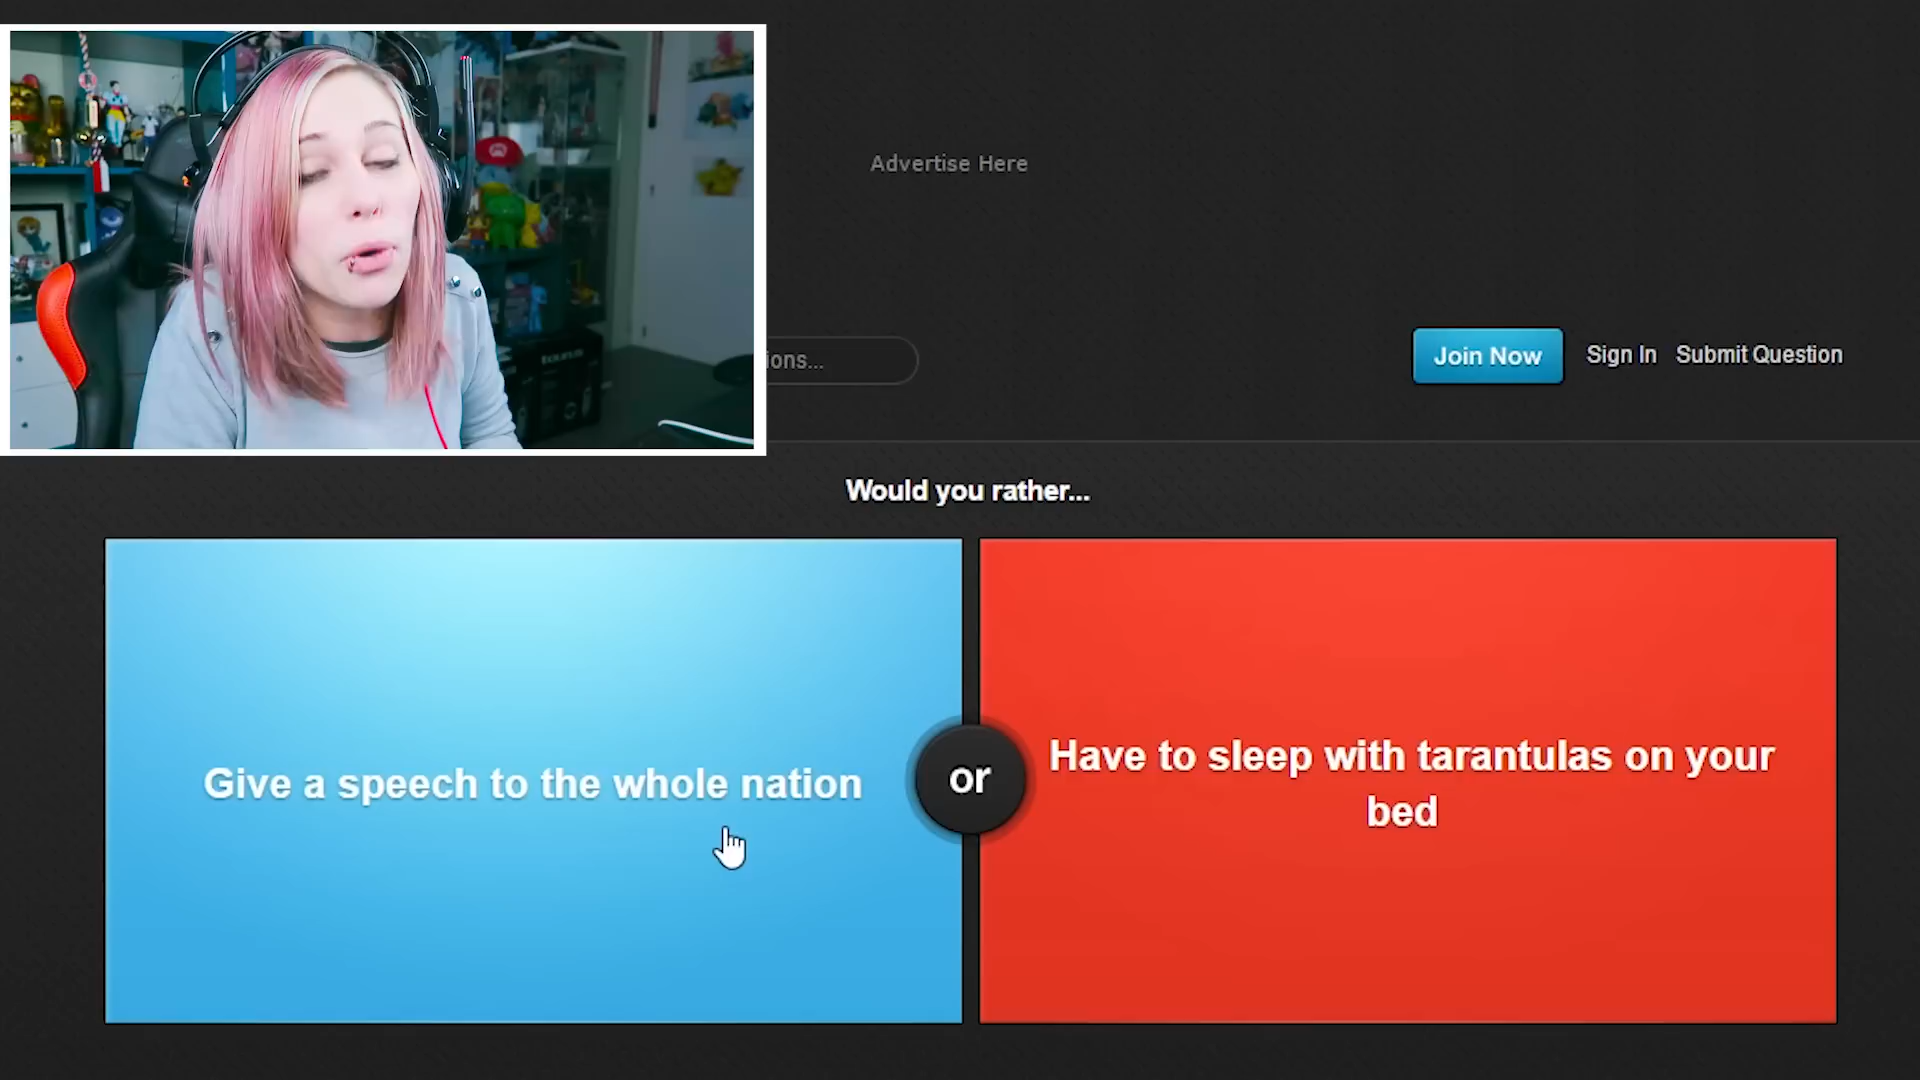 Advertise Here
ions...
Join Now
Sign In
Submit Question
Would you rather...
Give a speech to the whole nation
or
Have to sleep with tarantulas on your
bed